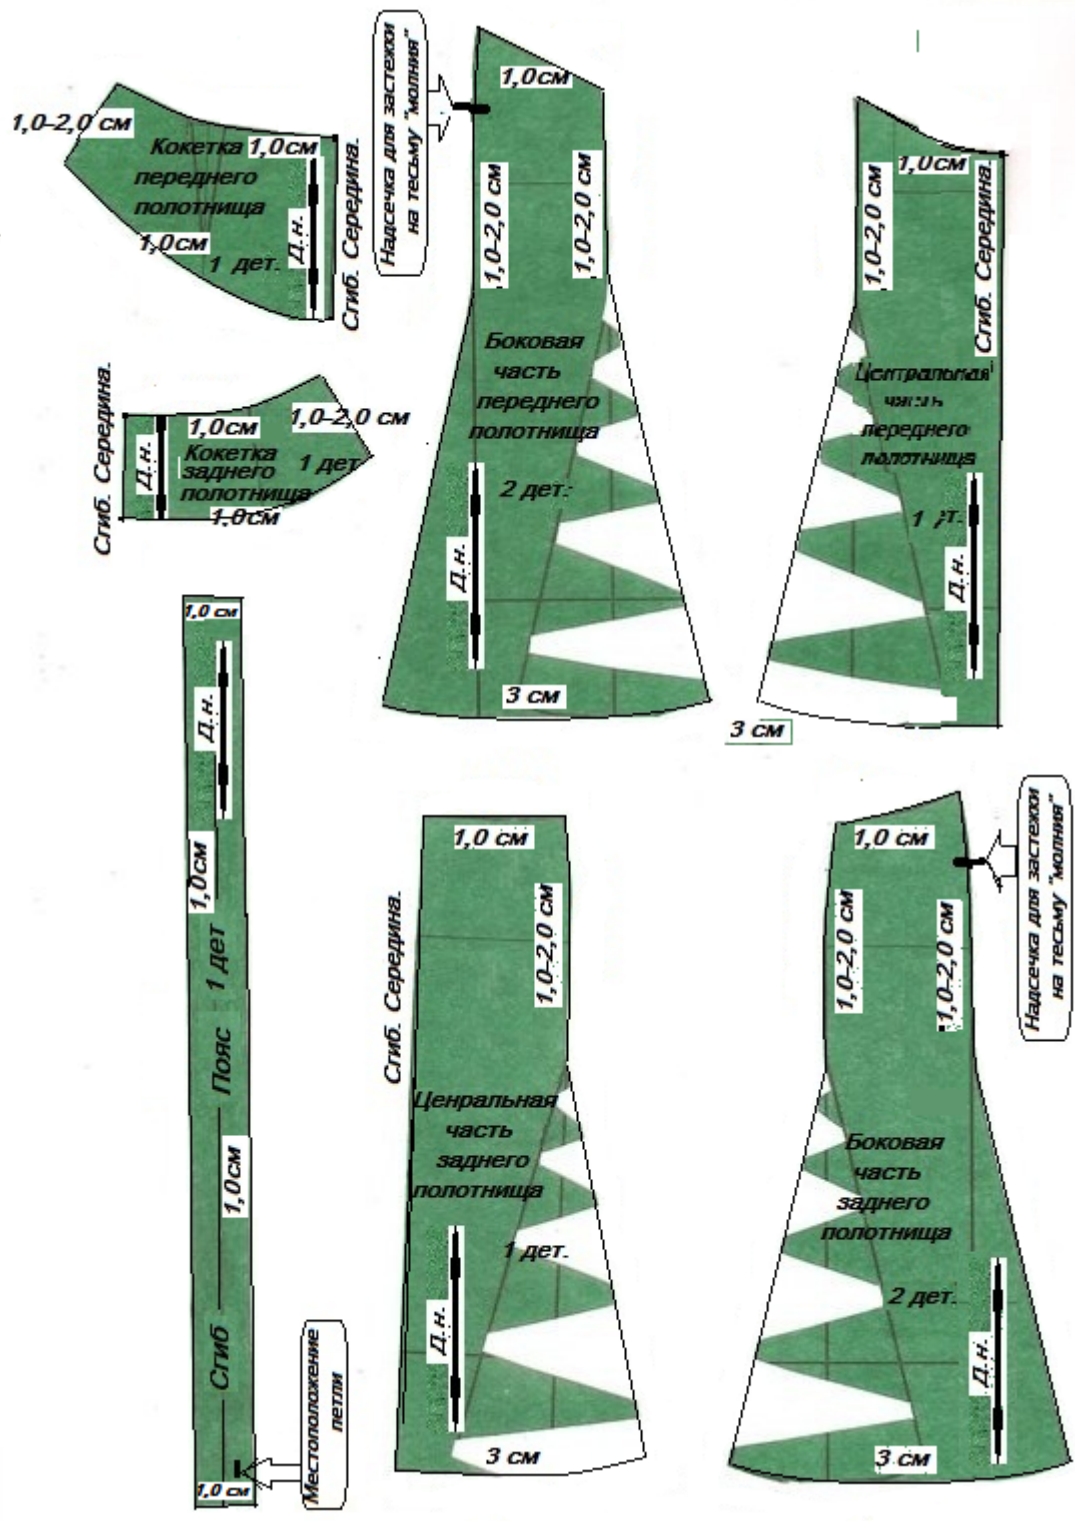 1,0-2,0 см
Кокетка
переднего
полотнища
1,0см
1,0см
1 дет.
Д.н.
Сгиб. Середина.
Надсечка для застежки
на тесьму "молния"
1,0см
1,0-2,0 см
1,0-2,0 см
Боковая
часть
переднего
полотнища
2 дет.
Д.н.
3 см
1,0см
1,0-2,0 см
Сгиб. Середина.
Центральная
часть
переднего
полотнища
1
Д.н.
3 см
Сгиб. Середина.
1,0см
1,0-2,0 см
Д.н.
Кокетка
заднего
полотнища
1 дет
1,0см
1,0 см
Д.н.
1,0см
Сгиб Пояс 1 дет
1,0см
1,0 см
Местоположение
петли
1,0 см
Сгиб. Середина.
1,0-2,0 см
Ценральная
часть
заднего
полотнища
1 дет.
Д.н.
3 см
1,0 см
1,0-2,0 см
1,0-2,0 см
Надсечка для застежки
на тесьму "молния"
Боковая
часть
заднего
полотнища
2 дет.
Д.н.
3 см